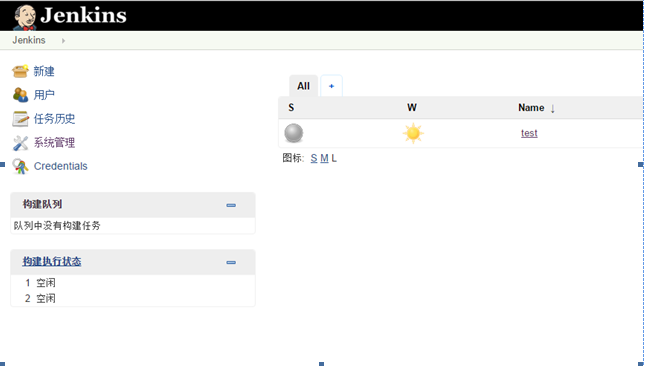 Jenkins
Jenkins
新建
用户
任务历史
系统管理
Credentials
构建队列
队列中没有构建任务
构建执行状态
1 空闲
2 空闲
All +
S W Name ↓
test
图标: S M L